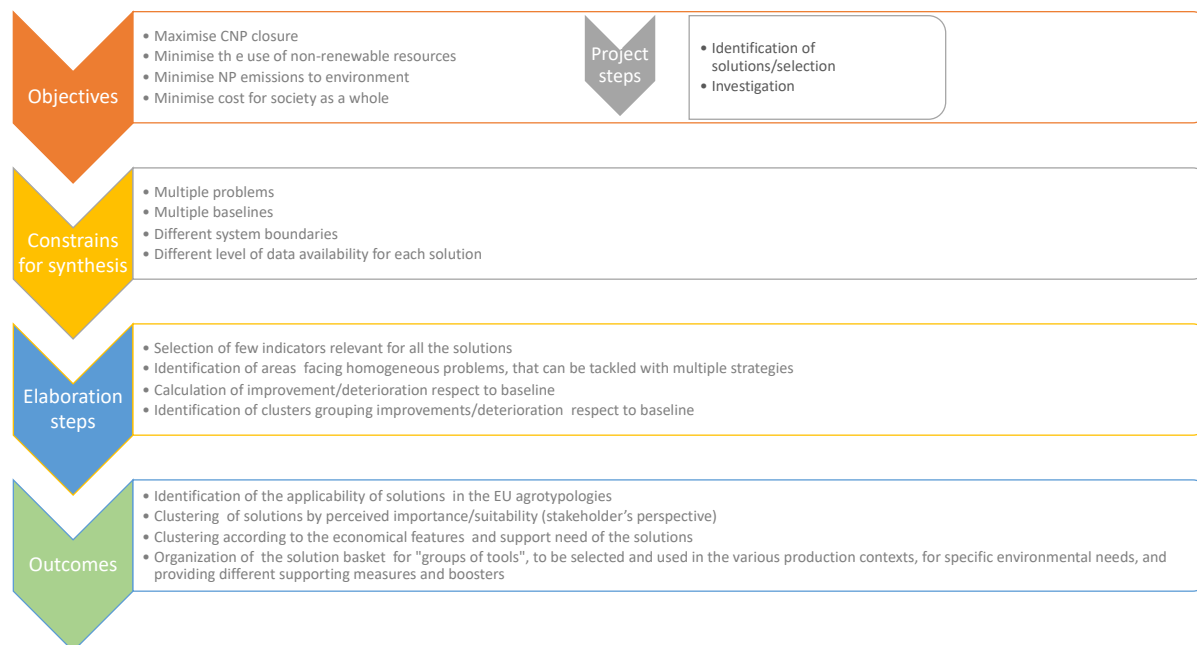 Objectives
• Maximise CNP closure
• Minimise th e use of non-renewable resources
• Minimise NP emissions to environment
• Minimise cost for society as a whole
Project
steps
• Identification of
solutions/selection
• Investigation
Constrains
for synthesis
• Multiple problems
• Multiple baselines
• Different system boundaries
• Different level of data availability for each solution
Elaboration
steps
• Selection of few indicators relevant for all the solutions
• Identification of areas facing homogeneous problems, that can be tackled with multiple strategies
• Calculation of improvement/deterioration respect to baseline
• Identification of clusters grouping improvements/deterioration respect to baseline
Outcomes
• Identification of the applicability of solutions in the EU agrotypologies
• Clustering of solutions by perceived importance/suitability (stakeholder's perspective)
• Clustering according to the economical features and support need of the solutions
• Organization of the solution basket for "groups of tools", to be selected and used in the various production contexts, for specific environmental needs, and
providing different supporting measures and boosters